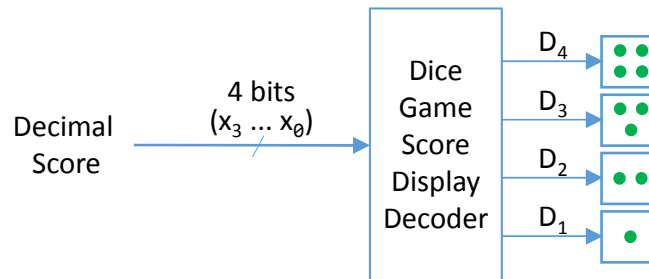 Decimal
Score
4 bits
(x₃ ... x₀)
Dice
Game
Score
Display
Decoder
D₄
D₃
D₂
D₁